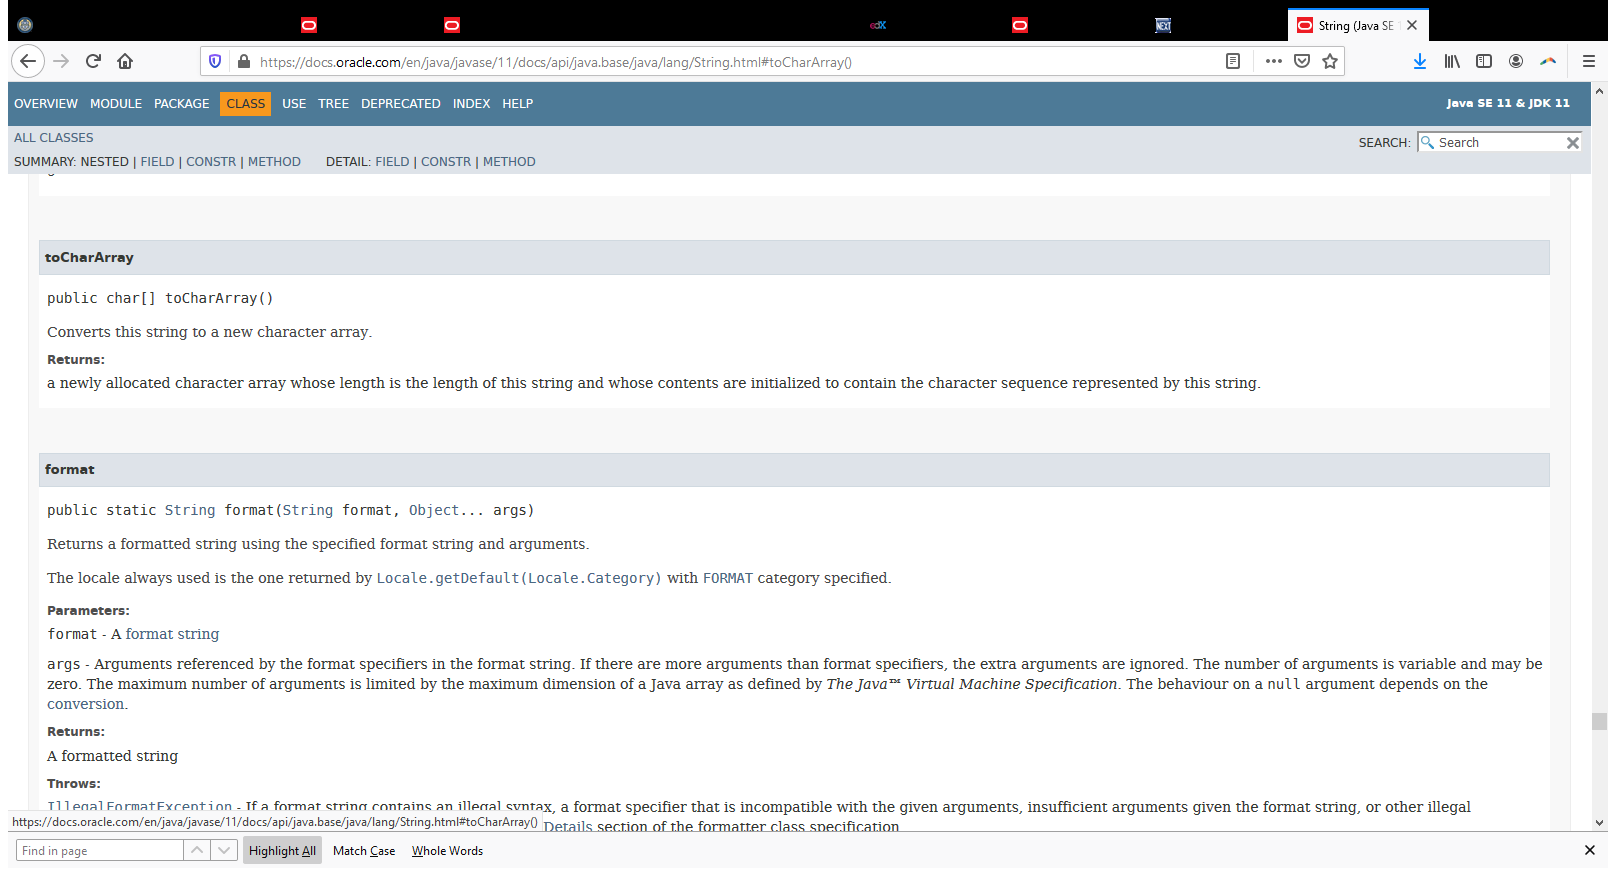 edX
NEXT
String (Java SE
https://docs.oracle.com/en/java/javase/11/docs/api/java.base/java/lang/String.html#toCharArray()
OVERVIEW MODULE PACKAGE CLASS USE TREE DEPRECATED INDEX HELP
Java SE 11 & JDK 11
ALL CLASSES
SEARCH: Search
SUMMARY: NESTED | FIELD | CONSTR | METHOD DETAIL: FIELD | CONSTR | METHOD
toCharArray
public char[] toCharArray()
Converts this string to a new character array.
Returns:
a newly allocated character array whose length is the length of this string and whose contents are initialized to contain the character sequence represented by this string.
format
public static String format(String format, Object... args)
Returns a formatted string using the specified format string and arguments.
The locale always used is the one returned by Locale.getDefault(Locale.Category) with FORMAT category specified.
Parameters:
format - A format string
args - Arguments referenced by the format specifiers in the format string. If there are more arguments than format specifiers, the extra arguments are ignored. The number of arguments is variable and may be
zero. The maximum number of arguments is limited by the maximum dimension of a Java array as defined by The Java™ Virtual Machine Specification. The behaviour on a null argument depends on the
conversion.
Returns:
A formatted string
Throws:
IllegalFormatException - If a format string contains an illegal syntax, a format specifier that is incompatible with the given arguments, insufficient arguments given the format string, or other illegal
https://docs.oracle.com/en/java/javase/11/docs/api/java.base/java/lang/String.html#toCharArray() Details section of the formatter class specification
Find in page Highlight All Match Case Whole Words